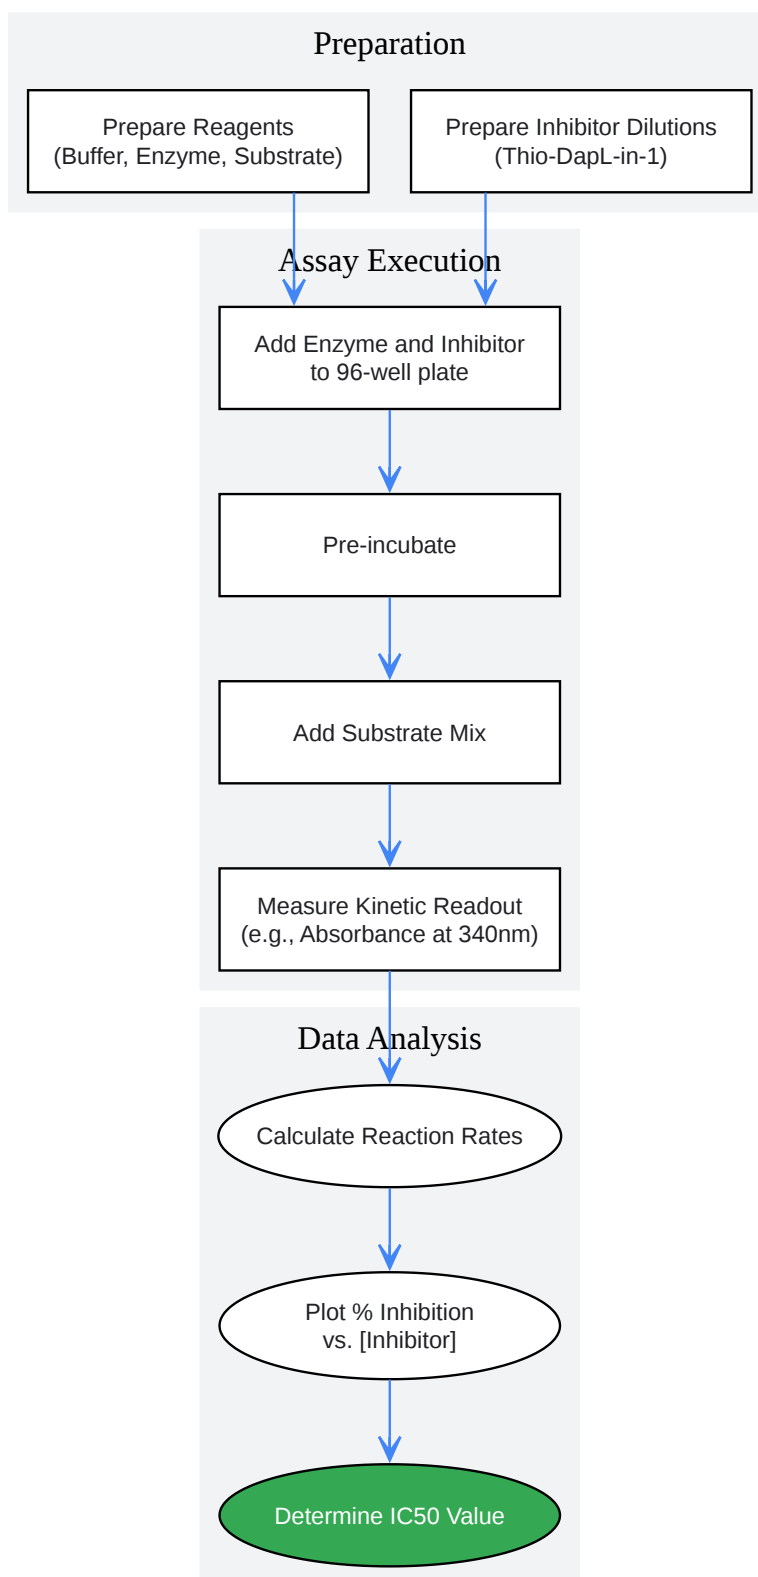 Preparation
Prepare Reagents
(Buffer, Enzyme, Substrate)
Prepare Inhibitor Dilutions
(Thio-DapL-in-1)
Assay Execution
Add Enzyme and Inhibitor
to 96-well plate
Pre-incubate
Add Substrate Mix
Measure Kinetic Readout
(e.g., Absorbance at 340nm)
Data Analysis
Calculate Reaction Rates
Plot % Inhibition
vs. [Inhibitor]
Determine IC50 Value